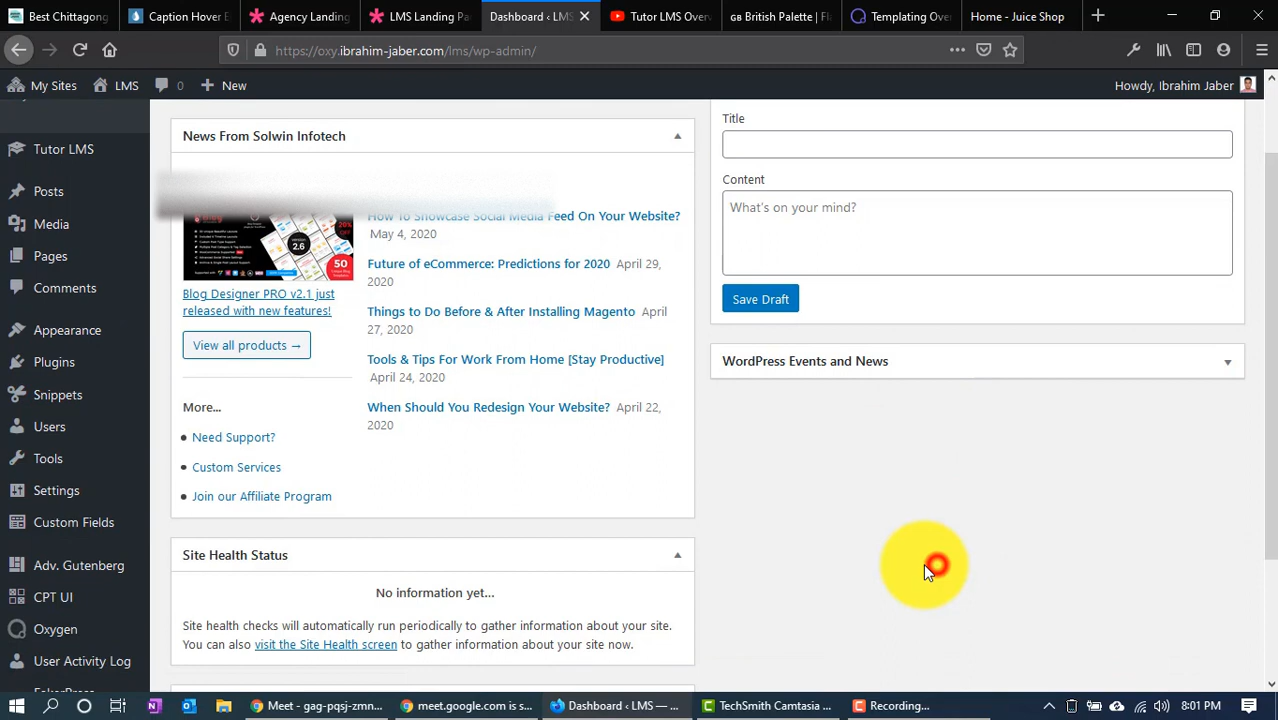 Best Chittagong
Caption Hover E
Agency Landing
LMS Landing Pa
Dashboard ‹ LMS
Tutor LMS Overv
GB British Palette | Fla
Templating Ove
Home - Juice Shop
https://oxy.ibrahim-jaber.com/lms/wp-admin/
My Sites
LMS
0
New
Howdy, Ibrahim Jaber
Tutor LMS
Posts
Media
Pages
Comments
Appearance
Plugins
Snippets
Users
Tools
Settings
Custom Fields
Adv. Gutenberg
CPT UI
Oxygen
User Activity Log
FakerPress
News From Solwin Infotech
version
2.6
20%
OFF
50
Blog Designer PRO v2.1 just
released with new features!
View all products →
More...
Need Support?
Custom Services
Join our Affiliate Program
How To Showcase Social Media Feed On Your Website?
May 4, 2020
Future of eCommerce: Predictions for 2020 April 29,
2020
Things to Do Before & After Installing Magento April
27, 2020
Tools & Tips For Work From Home [Stay Productive]
April 24, 2020
When Should You Redesign Your Website? April 22,
2020
Site Health Status
No information yet...
Site health checks will automatically run periodically to gather information about your site.
You can also visit the Site Health screen to gather information about your site now.
Title
Content
What's on your mind?
Save Draft
WordPress Events and News
Meet - gag-pqsj-zmn...
meet.google.com is s...
Dashboard ‹ LMS —...
TechSmith Camtasia ...
Recording...
8:01 PM